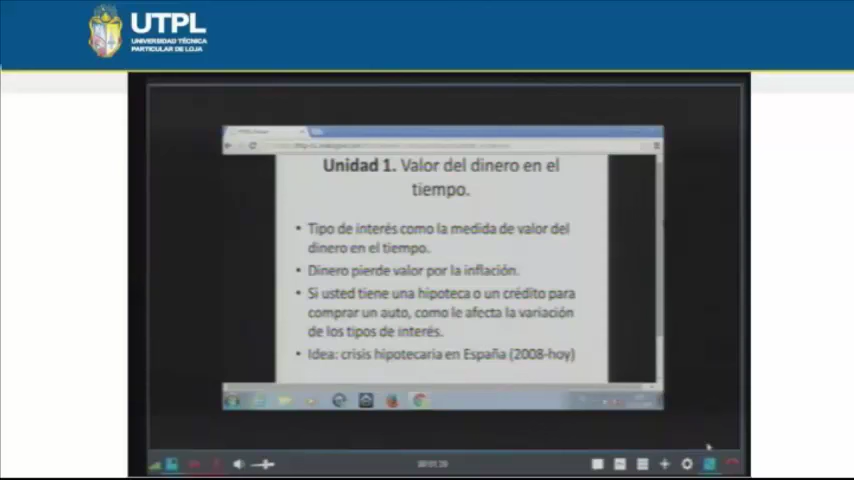 UTPL
UNIVERSIDAD TÉCNICA
PARTICULAR DE LOJA
Unidad 1. Valor del dinero en el
tiempo.
• Tipo de interés como la medida de valor del
dinero en el tiempo.
• Dinero pierde valor por la inflación.
• Si usted tiene una hipoteca o un crédito para
comprar un auto, como le afecta la variación
de los tipos de interés.
• Idea: crisis hipotecaria en España (2008-hoy)